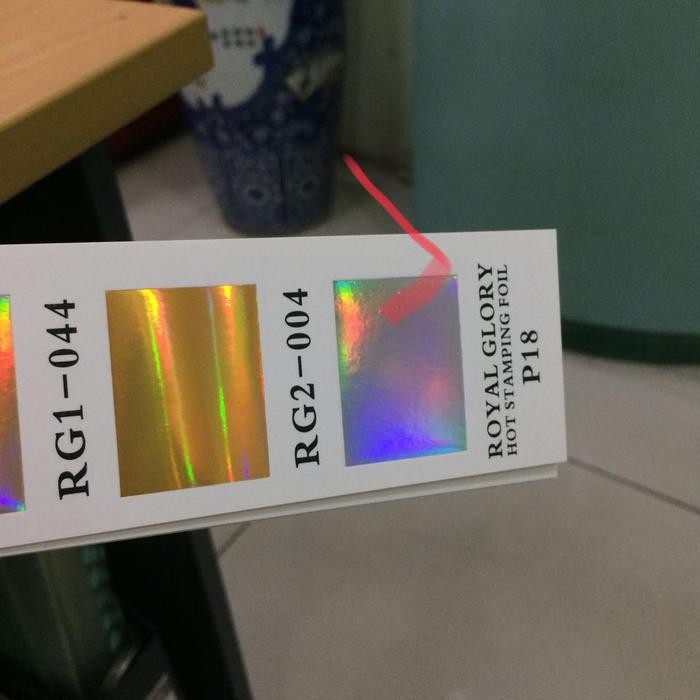 RG1-044
RG2-004
ROYAL GLORY
HOT STAMPING FOIL
P18